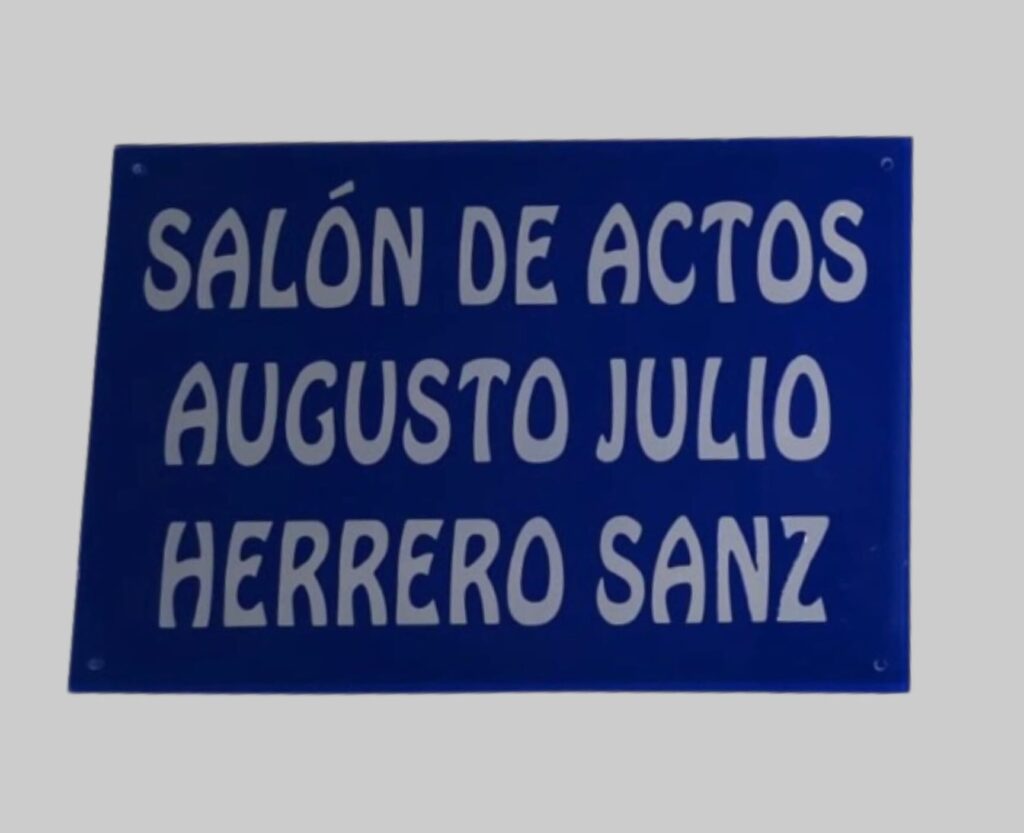 SALÓN DE ACTOS
AUGUSTO JULIO
HERRERO SANZ